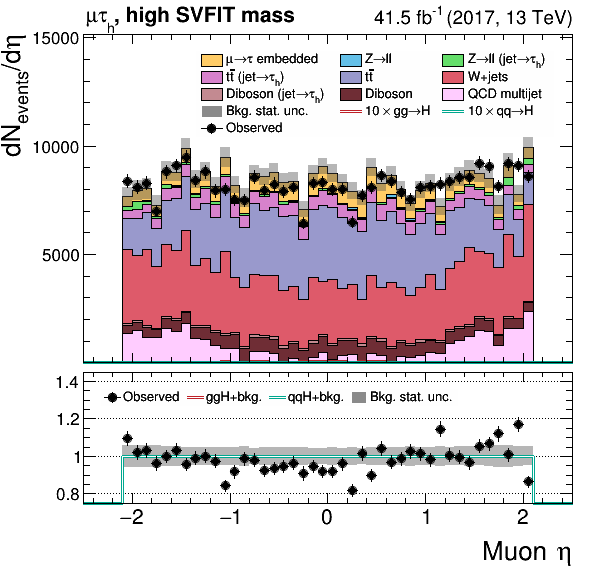 μτh, high SVFIT mass 41.5 fb⁻¹ (2017, 13 TeV)
15000
10000
5000
dNevents/dη
μ→τ embedded Z→ll Z→ll (jet→τh)
tt̄ (jet→τh) tt̄ W+jets
Diboson (jet→τh) Diboson QCD multijet
Bkg. stat. unc. 10 × gg→H 10 × qq→H
Observed
1.4
1.2
1
0.8
Observed ggH+bkg. qqH+bkg. Bkg. stat. unc.
−2 −1 0 1 2
Muon η